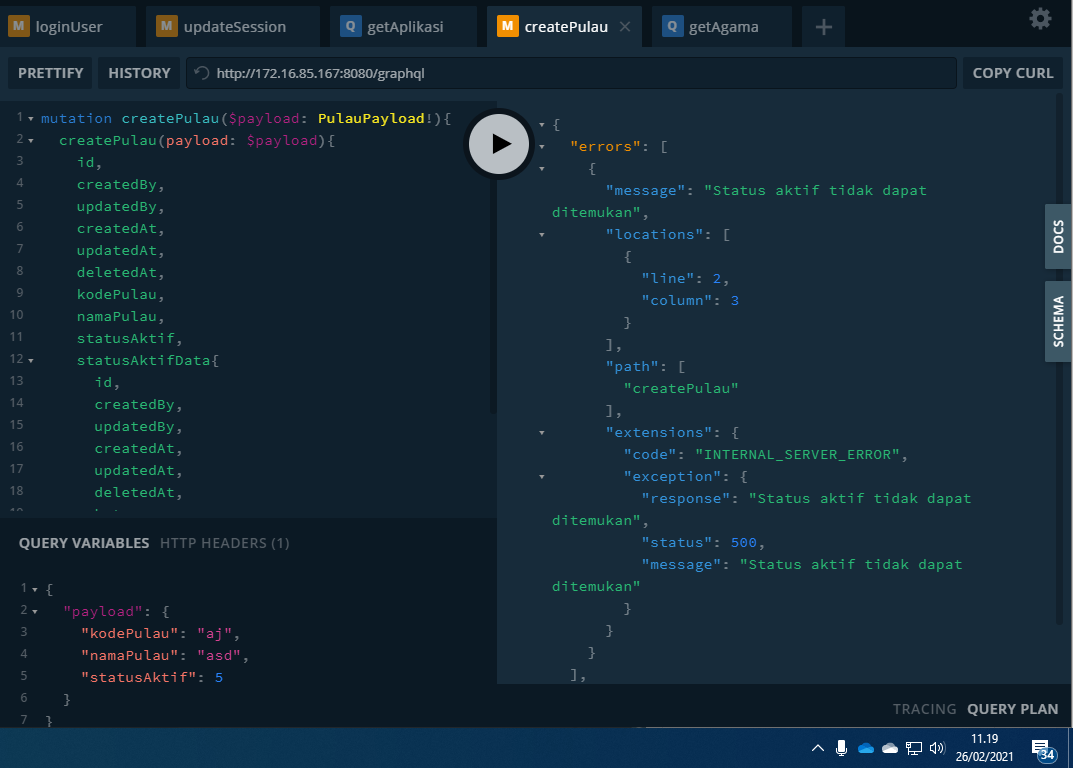 M loginUser
M updateSession
Q getAplikasi
M createPulau
Q getAgama
PRETTIFY
HISTORY
http://172.16.85.167:8080/graphql
COPY CURL
1 mutation createPulau($payload: PulauPayload!){
2 createPulau(payload: $payload){
3 id,
4 createdBy,
5 updatedBy,
6 createdAt,
7 updatedAt,
8 deletedAt,
9 kodePulau,
10 namaPulau,
11 statusAktif,
12 statusAktifData{
13 id,
14 createdBy,
15 updatedBy,
16 createdAt,
17 updatedAt,
18 deletedAt,
{
"errors": [
{
"message": "Status aktif tidak dapat
ditemukan",
"locations": [
{
"line": 2,
"column": 3
}
],
"path": [
"createPulau"
],
"extensions": {
"code": "INTERNAL_SERVER_ERROR",
"exception": {
"response": "Status aktif tidak dapat
ditemukan",
"status": 500,
"message": "Status aktif tidak dapat
ditemukan"
}
}
}
],
DOCS
SCHEMA
QUERY VARIABLES
HTTP HEADERS (1)
1 {
2 "payload": {
3 "kodePulau": "aj",
4 "namaPulau": "asd",
5 "statusAktif": 5
6 }
7 }
TRACING
QUERY PLAN
11.19
26/02/2021
34